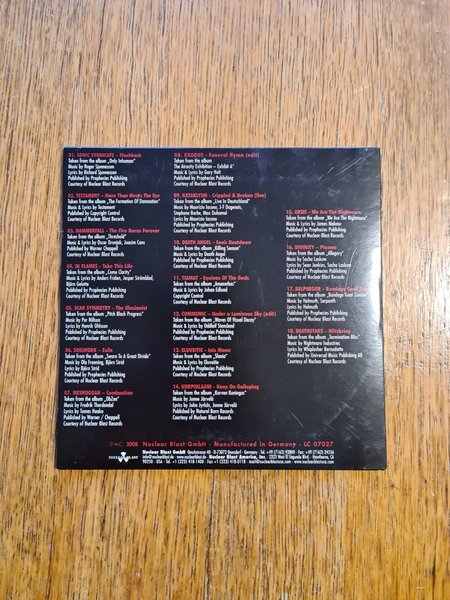 01. SONIC SYNDICATE - Flashback
Taken from the album „Only Inhuman"
Music by Roger Sjunnesson
Lyrics by Richard Sjunnesson
Published by Prophecies Publishing
Courtesy of Nuclear Blast Records
02. TESTAMENT - More Than Meets The Eye
Taken from the album „The Formation Of Damnation"
Music & Lyrics by Testament
Published by Copyright Control
Courtesy of Nuclear Blast Records
03. HAMMERFALL - The Fire Burns Forever
Taken from the album „Threshold"
Music & Lyrics by Oscar Dronjak, Joacim Cans
Published by Warner Chappell
Courtesy of Nuclear Blast Records
04. IN FLAMES - Take This Life
Taken from the album „Come Clarity"
Music & Lyrics by Anders Friden, Jesper Strömblad,
Björn Gelotte
Published by Prophecies Publishing
Courtesy of Nuclear Blast Records
05. SCAR SYMMETRY - The Illusionist
Taken from the album „Pitch Black Progress"
Music by Per Nilsson
Lyrics by Henrik Ohlsson
Published by Prophecies Publishing
Courtesy of Nuclear Blast Records
06. SOILWORK - Exile
Taken from the album „Sworn To A Great Divide"
Music by Ola Frenning, Björn Strid
Lyrics by Björn Strid
Published by Prophecies Publishing
Courtesy of Nuclear Blast Records
07. MESHUGGAH - Combustion
Taken from the album „ObZen"
Music by Fredrik Thordendal
Lyrics by Tomas Haake
Published by Warner / Chappell
Courtesy of Nuclear Blast Records
08. EXODUS - Funeral Hymn (edit)
Taken from the album
„The Atrocity Exhibition - Exhibit A"
Music & Lyrics by Gary Holt
Published by Prophecies Publishing
Courtesy of Nuclear Blast Records
09. KATAKLYSM - Crippled & Broken (live)
Taken from the album „Live In Deutschland"
Music & Lyrics by Maurizio Iacono, J-F Dagenais,
Stephane Barbe, Max Duhamel
Published by Prophecies Publishing
Courtesy of Nuclear Blast Records
10. DEATH ANGEL - Sonic Beatdown
Taken from the album „Killing Season"
Music & Lyrics by Death Angel
Published by Prophecies Publishing
Courtesy of Nuclear Blast Records
11. TIAMAT - Equinox Of The Gods
Taken from the album „Amanethes"
Music & Lyrics by Johan Edlund
Copyright Control
Courtesy of Nuclear Blast Records
12. COMMUNIC - Under a Luminous Sky (edit)
Taken from the album „Waves Of Visual Decay"
Music & Lyrics by Oddleif Stensland
Published by Prophecies Publishing
Courtesy of Nuclear Blast Records
13. ELUVEITIE - Inis Mona
Taken from the album „Slania"
Music & Lyrics by Eluveitie
Published by Prophecies Publishing
Courtesy of Nuclear Blast Records
14. KORPIKLAANI - Keep On Galloping
Taken from the album „Korven Kuningas"
Music by Jonne Järvelä
Lyrics by Juha Jyrkäs, Jonne Järvelä
Published by Natural Born Records
Courtesy of Nuclear Blast Records
15. ARSIS - We Are The Nightmare
Taken from the album „We Are The Nightmare"
Music & Lyrics by James Malone
Published by Prophecies Publishing
Courtesy of Nuclear Blast Records
16. DIVINITY - Plasma
Taken from the album „Allegory"
Music by Sacha Laskow
Lyrics by Sean Jenkins, Sacha Laskow
Published by Prophecies Publishing
Courtesy of Nuclear Blast Records
17. BELPHEGOR - Bondage Goat Zombie
Taken from the album „Bondage Goat Zombie"
Music by Helmuth, Serpenth
Lyrics by Helmuth
Published by Prophecies Publishing
Courtesy of Nuclear Blast Records
18. DEATHSTARS - Blitzkrieg
Taken from the album „Termination Bliss"
Music by Nightmare Industries
Lyrics by Whiplasher Bernadotte
Published by Universal Music Publishing AB
Courtesy of Nuclear Blast Records
NUCLEAR BLAST
℗ + © 2008 Nuclear Blast GmbH - Manufactured in Germany - LC 07027
Nuclear Blast GmbH
D-73072 Donzdorf - Germany
info@nuclearblast.de - www.nuclearblast.de
Nuclear Blast America, Inc.
Hawthorne, CA
90250 - USA